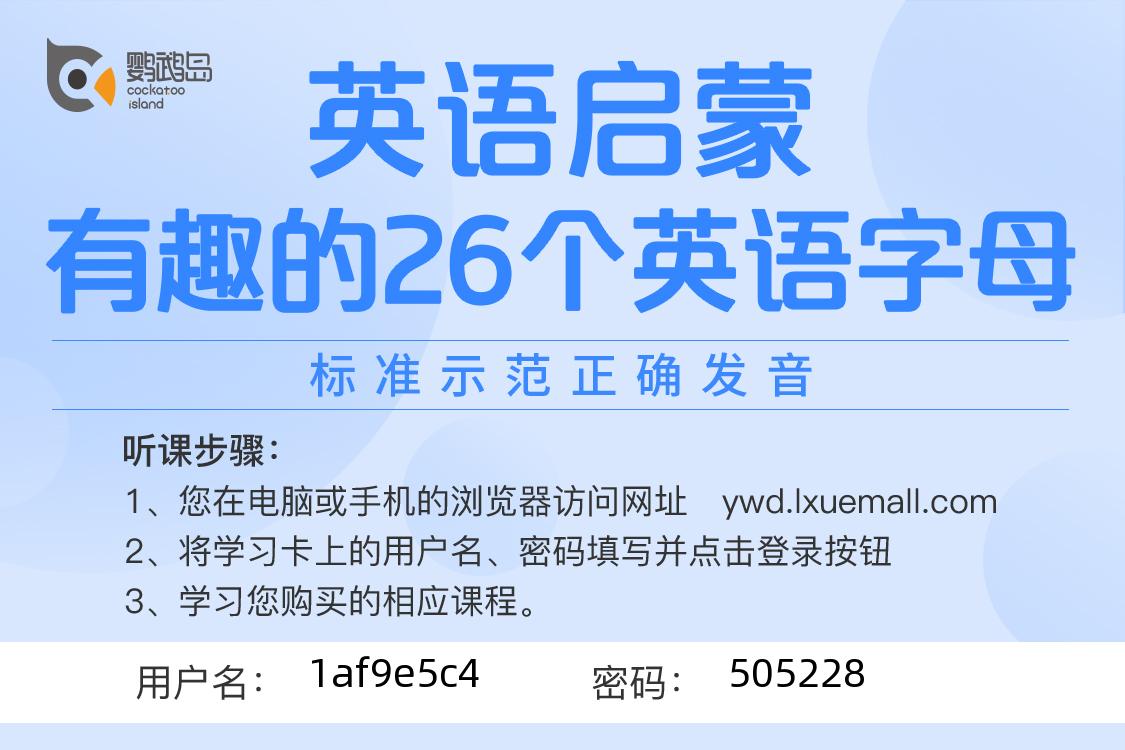 鹦鹉岛
cockatoo
island
英语启蒙
有趣的26个英语字母
标准示范正确发音
听课步骤：
1、您在电脑或手机的浏览器访问网址 ywd.lxuemall.com
2、将学习卡上的用户名、密码填写并点击登录按钮
3、学习您购买的相应课程。
用户名： 1af9e5c4 密码： 505228